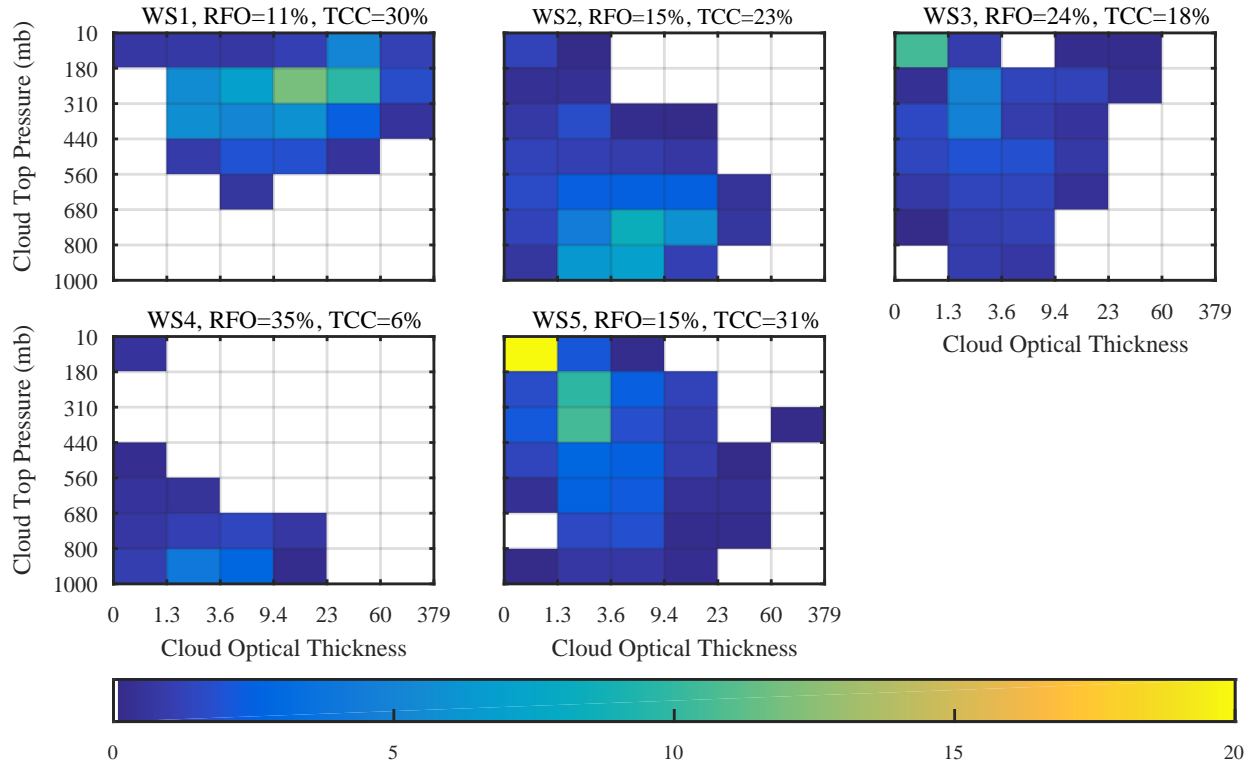 WS1, RFO=11%, TCC=30%
WS2, RFO=15%, TCC=23%
WS3, RFO=24%, TCC=18%
Cloud Top Pressure (mb)
10
180
310
440
560
680
800
1000
0 1.3 3.6 9.4 23 60 379
Cloud Optical Thickness
WS4, RFO=35%, TCC=6%
WS5, RFO=15%, TCC=31%
Cloud Top Pressure (mb)
10
180
310
440
560
680
800
1000
0 1.3 3.6 9.4 23 60 379
0 1.3 3.6 9.4 23 60 379
Cloud Optical Thickness
Cloud Optical Thickness
0 5 10 15 20